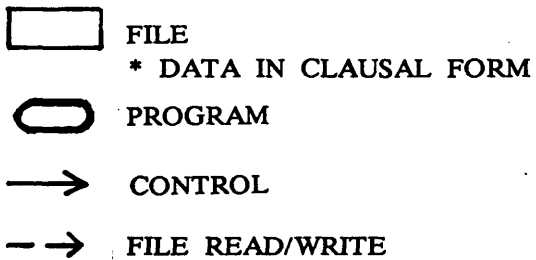 FILE
* DATA IN CLAUSAL FORM
PROGRAM
CONTROL
FILE READ/WRITE